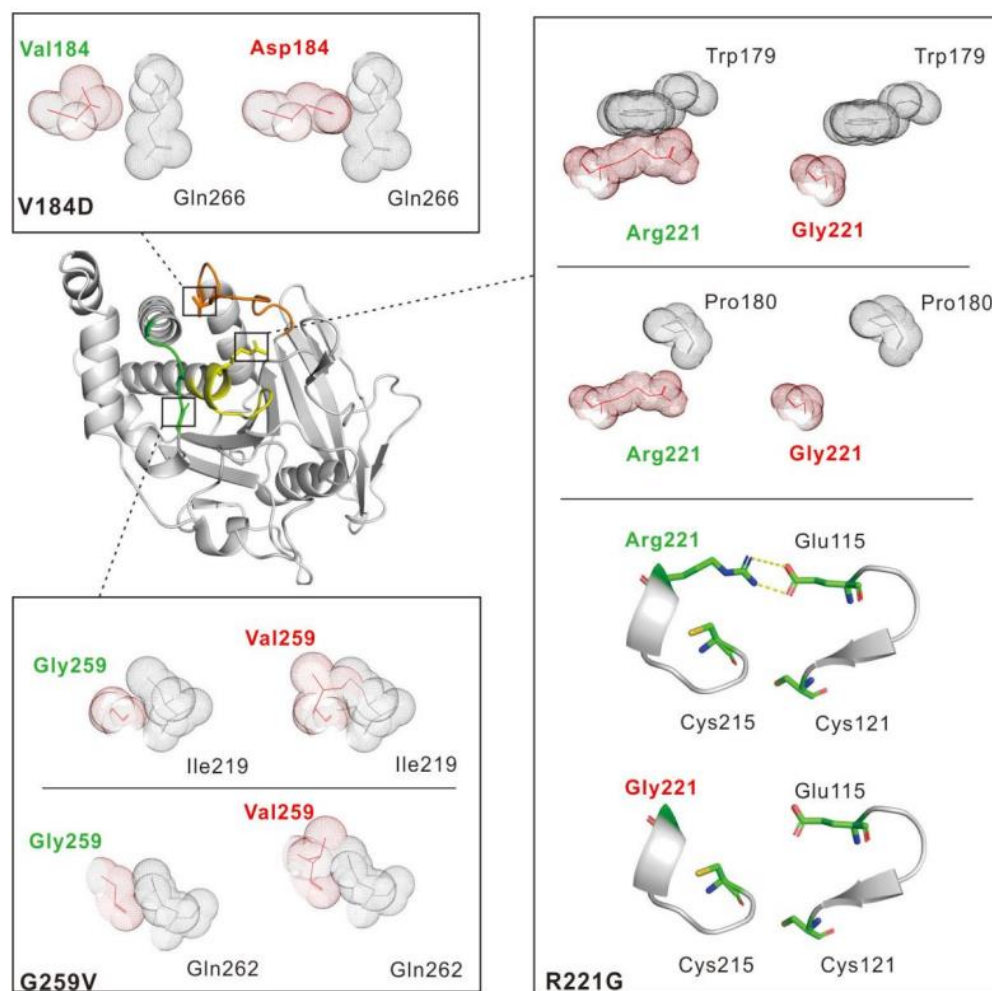 Val184
Asp184
Gln266
Gln266
V184D
Trp179
Trp179
Arg221
Gly221
Pro180
Pro180
Arg221
Gly221
Arg221
Glu115
Cys215
Cys121
Gly221
Glu115
Cys215
Cys121
R221G
Gly259
Val259
Ile219
Ile219
Gly259
Val259
Gln262
Gln262
G259V